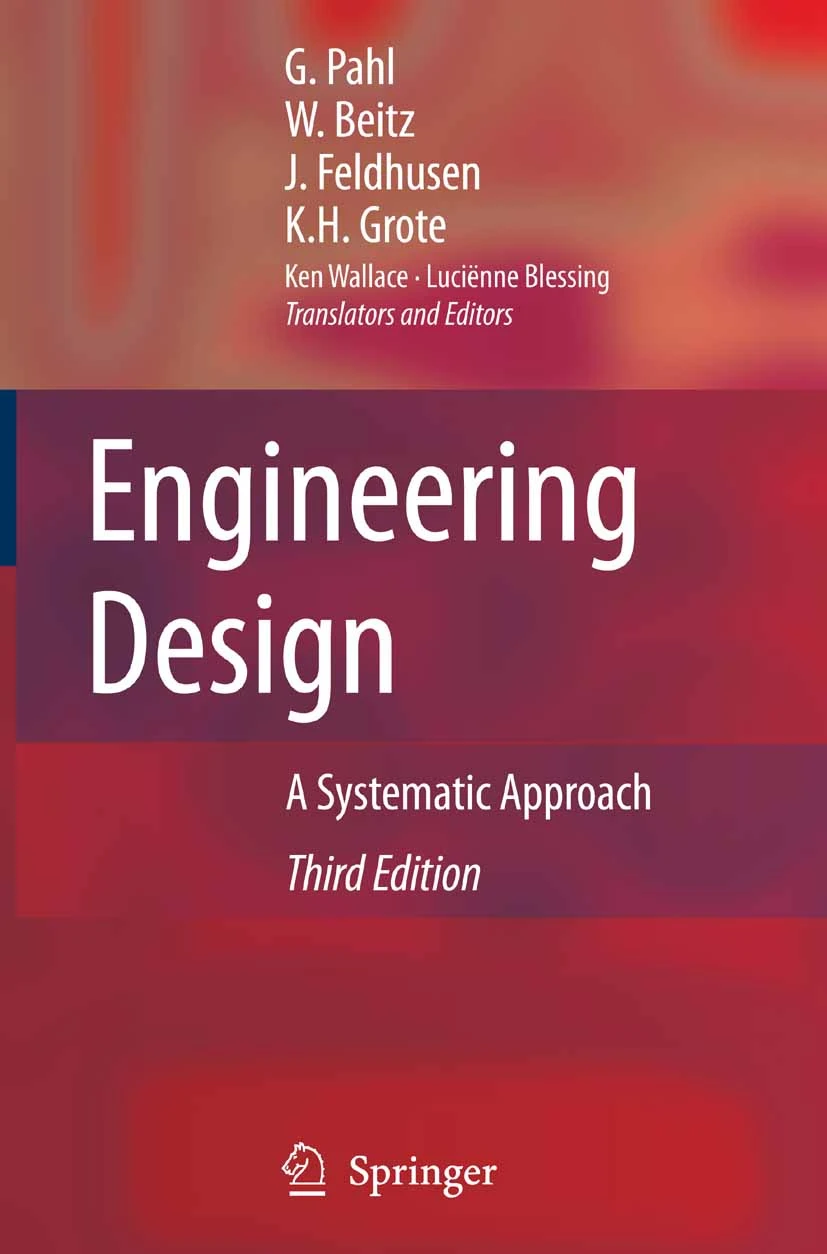 G. Pahl
W. Beitz
J. Feldhusen
K.H. Grote
Ken Wallace · Luciënne Blessing
Translators and Editors
Engineering
Design
A Systematic Approach
Third Edition
Springer